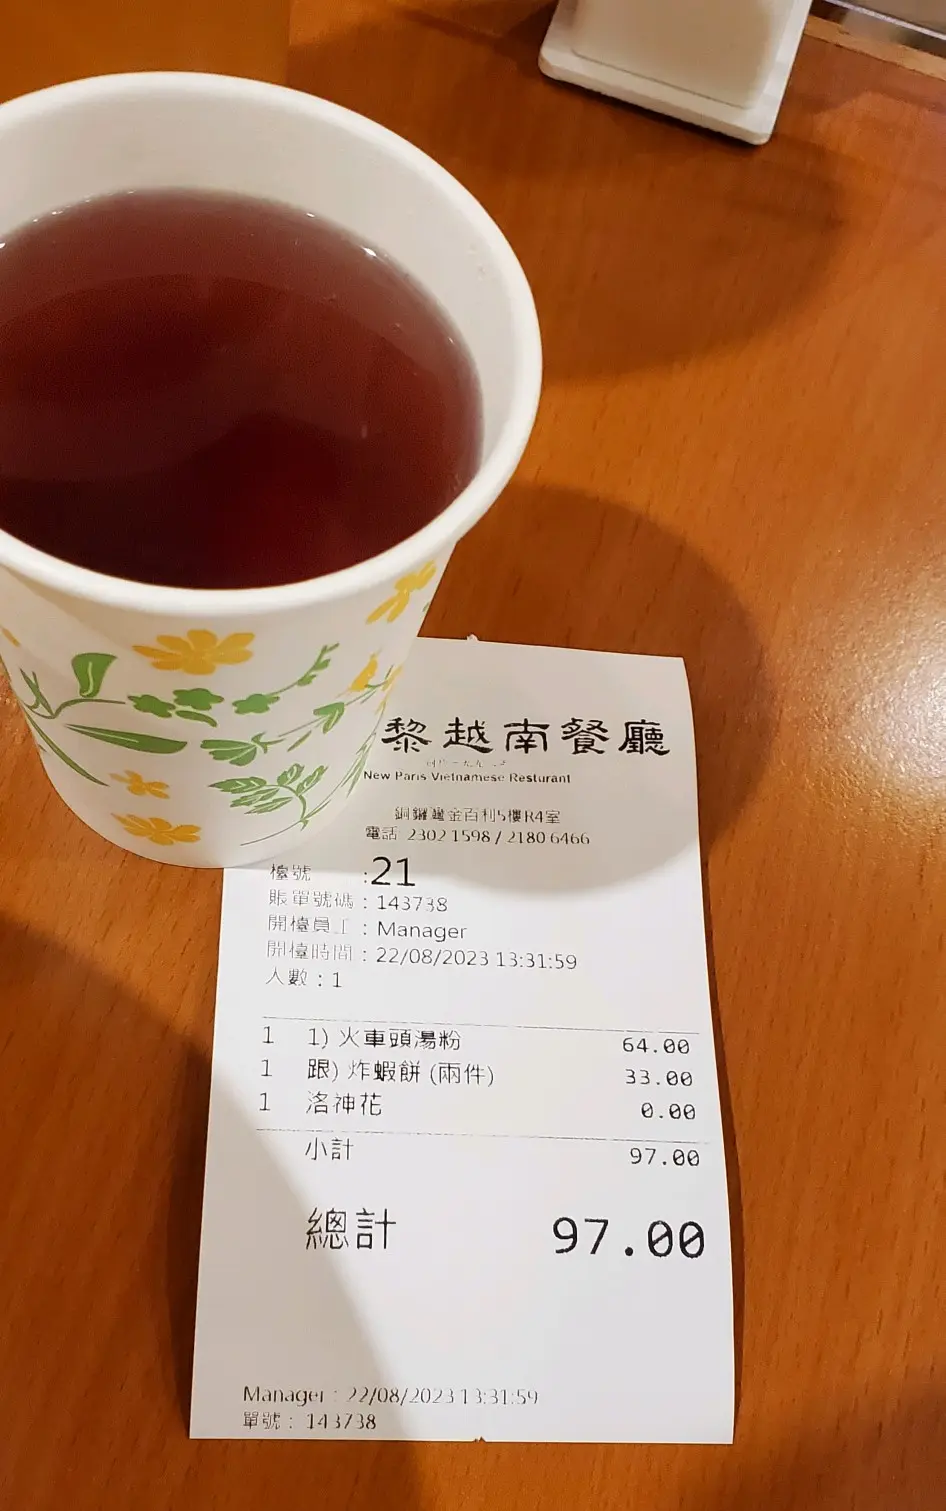 黎越南餐廳
New Paris Vietnamese Resturant
銅鑼灣金百利5樓R4室
電話 2302 1598 / 2180 6466
檯號 :21
賬單號碼 : 143738
開檯員工 : Manager
開檯時間 : 22/08/2023 13:31:59
人數 : 1
1 1) 火車頭湯粉 64.00
1 跟) 炸蝦餅 (兩件) 33.00
1 洛神花 0.00
小計 97.00
總計 97.00
Manager : 22/08/2023 13:31:59
單號 : 143738